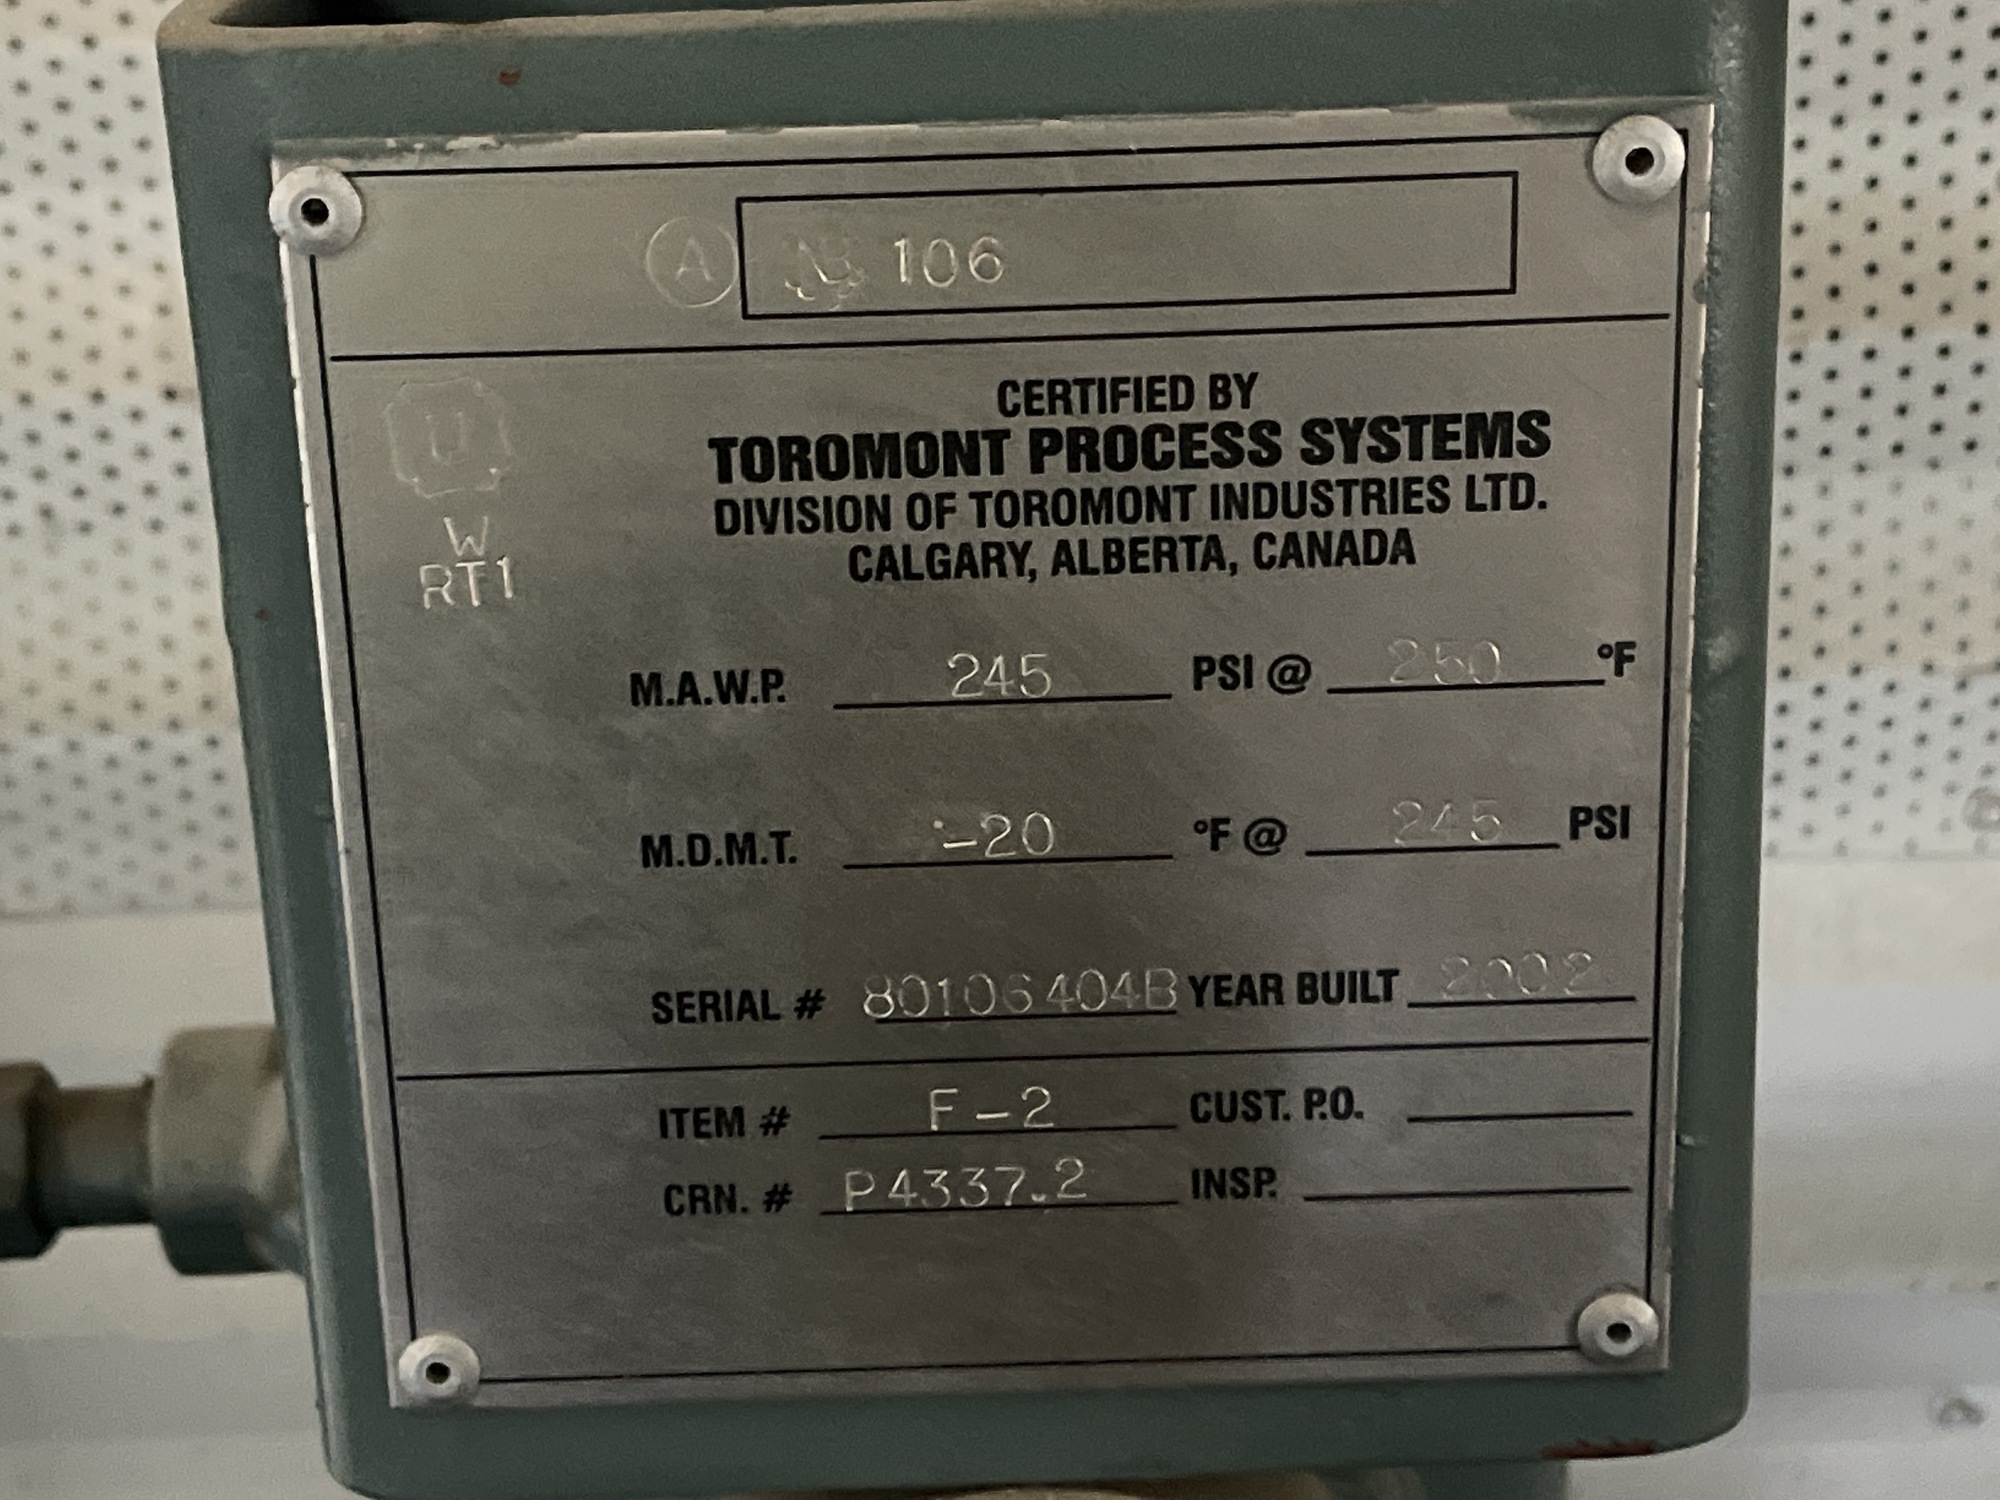 A 106
CERTIFIED BY
TOROMONT PROCESS SYSTEMS
DIVISION OF TOROMONT INDUSTRIES LTD.
CALGARY, ALBERTA, CANADA
U
W
RT1
M.A.W.P. 245 PSI @ 250 °F
M.D.M.T. -20 °F @ 245 PSI
SERIAL # 80106404B YEAR BUILT 2002
ITEM # F-2 CUST. P.O.
CRN. # P4337.2 INSP.